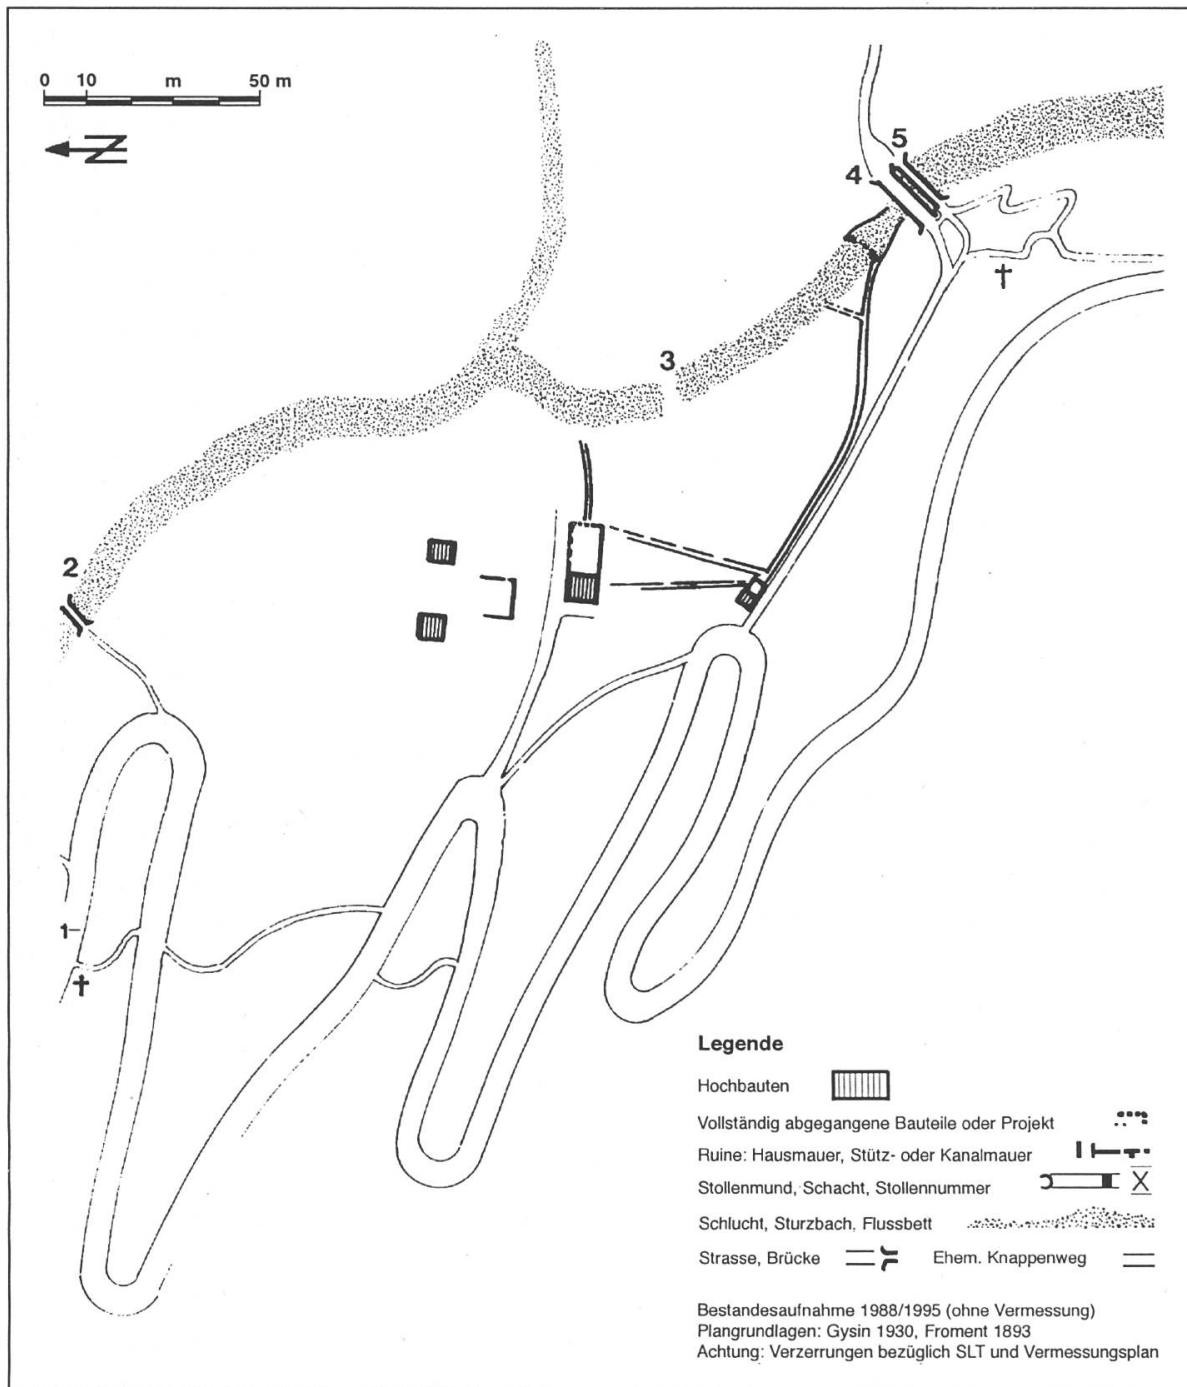 0 10 m 50 m
N
5
4
3
2
1
Legende
Hochbauten
Vollständig abgegangene Bauteile oder Projekt
Ruine: Hausmauer, Stütz- oder Kanalmauer
Stollenmund, Schacht, Stollennummer X
Schlucht, Sturzbach, Flussbett
Strasse, Brücke Ehem. Knappenweg
Bestandesaufnahme 1988/1995 (ohne Vermessung)
Plangrundlagen: Gysin 1930, Froment 1893
Achtung: Verzerrungen bezüglich SLT und Vermessungsplan